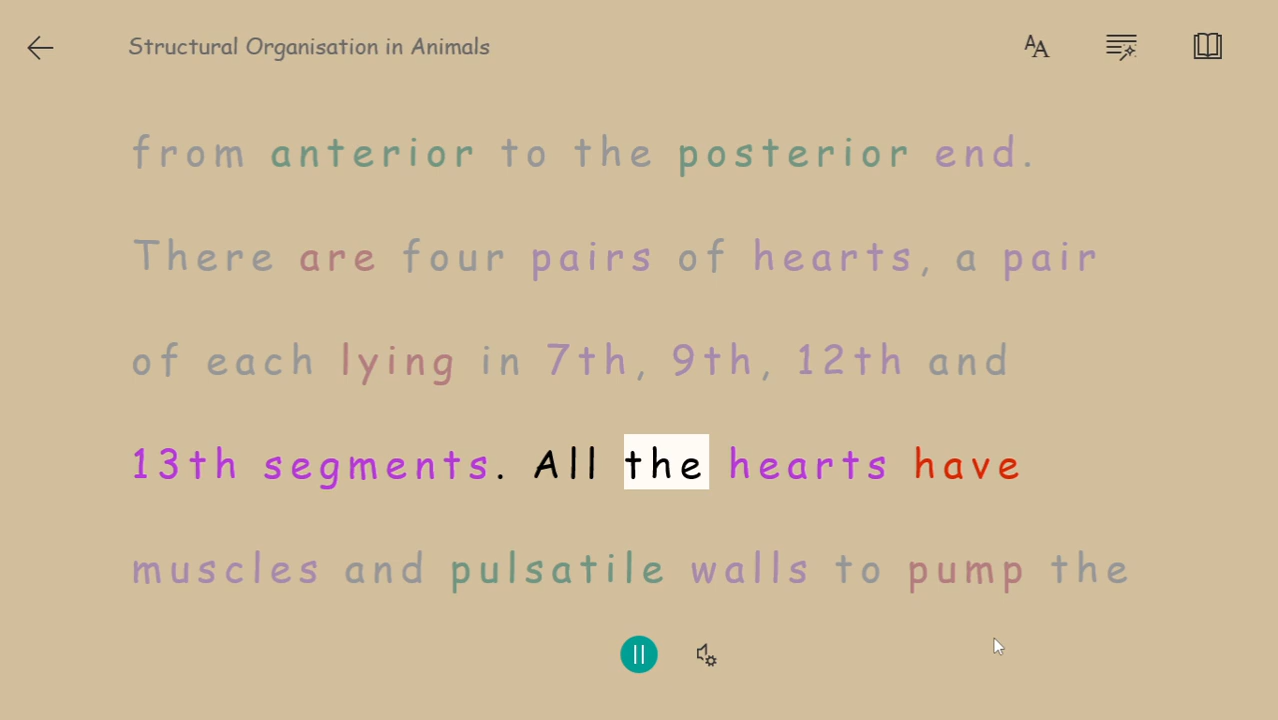 Structural Organisation in Animals
from anterior to the posterior end.
There are four pairs of hearts, a pair
of each lying in 7th, 9th, 12th and
13th segments. All the hearts have
muscles and pulsatile walls to pump the